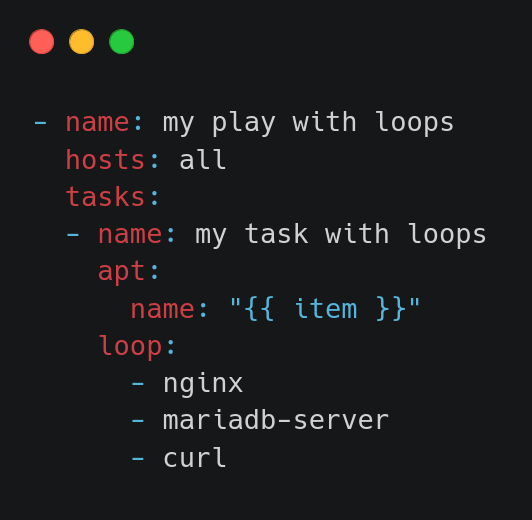 - name: my play with loops
  hosts: all
  tasks:
  - name: my task with loops
    apt:
      name: "{{ item }}"
    loop:
      - nginx
      - mariadb-server
      - curl